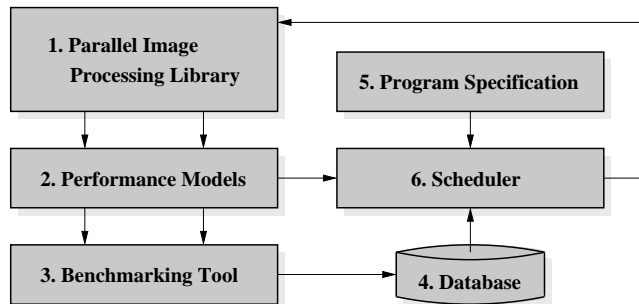 1. Parallel Image
Processing Library
5. Program Specification
2. Performance Models
6. Scheduler
3. Benchmarking Tool
4. Database